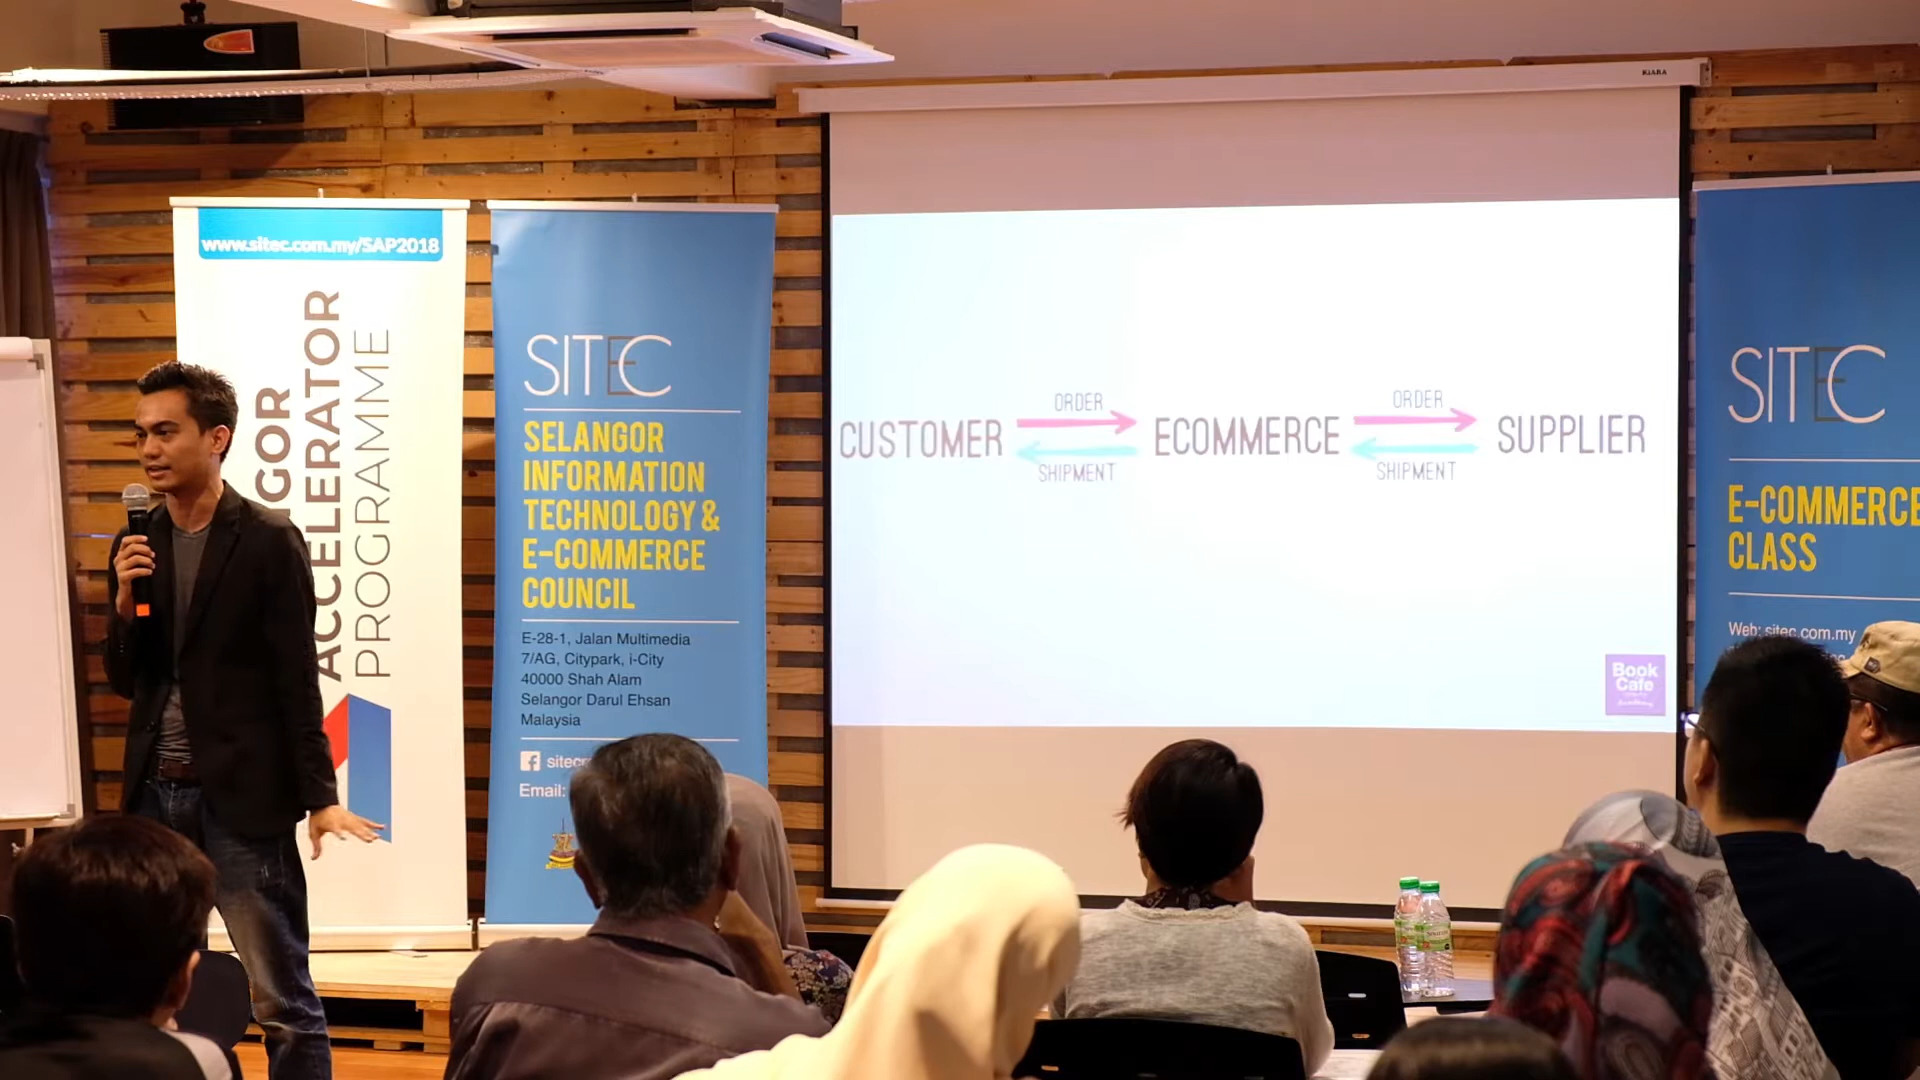 KIARA
www.sitec.com.my/SAP2018
ACCELERATOR
PROGRAMME
SITEC
SELANGOR
INFORMATION
TECHNOLOGY &
E-COMMERCE
COUNCIL
E-28-1, Jalan Multimedia
7/AG, Citypark, i-City
40000 Shah Alam
Selangor Darul Ehsan
Malaysia
Email:
ORDER
ORDER
CUSTOMER
ECOMMERCE
SUPPLIER
SHIPMENT
SHIPMENT
Book
Cafe
SITEC
E-COMMERCE
CLASS
Web: sitec.com.my